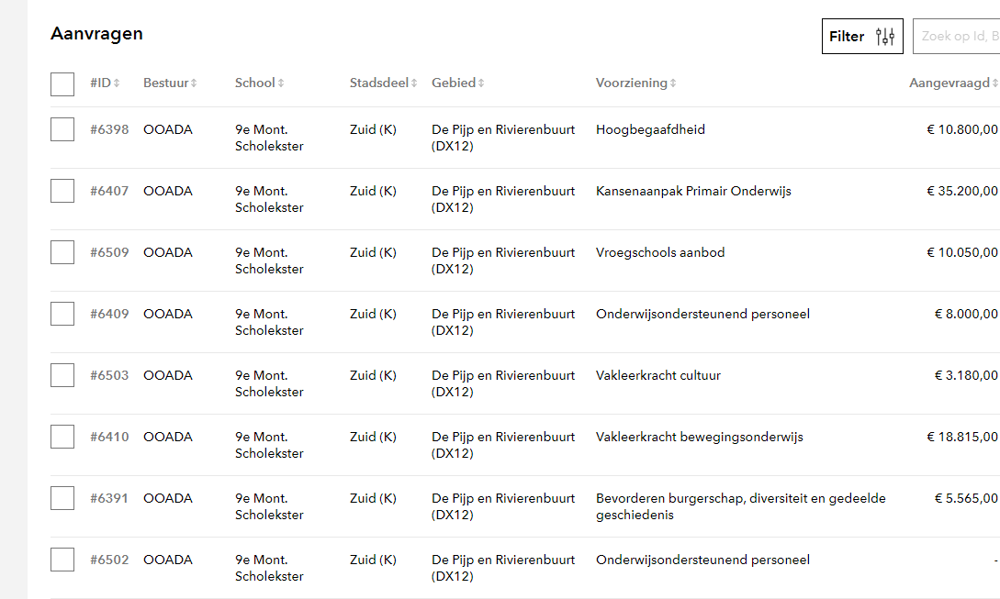 Aanvragen
Filter
Zoek op Id, B
#ID Bestuur School Stadsdeel Gebied Voorziening Aangevraagd
#6398 OOADA 9e Mont. Zuid (K) De Pijp en Rivierenbuurt Hoogbegaafdheid € 10.800,00
Scholekster (DX12)
#6407 OOADA 9e Mont. Zuid (K) De Pijp en Rivierenbuurt Kansenaanpak Primair Onderwijs € 35.200,00
Scholekster (DX12)
#6509 OOADA 9e Mont. Zuid (K) De Pijp en Rivierenbuurt Vroegschools aanbod € 10.050,00
Scholekster (DX12)
#6409 OOADA 9e Mont. Zuid (K) De Pijp en Rivierenbuurt Onderwijsondersteunend personeel € 8.000,00
Scholekster (DX12)
#6503 OOADA 9e Mont. Zuid (K) De Pijp en Rivierenbuurt Vakleerkracht cultuur € 3.180,00
Scholekster (DX12)
#6410 OOADA 9e Mont. Zuid (K) De Pijp en Rivierenbuurt Vakleerkracht bewegingsonderwijs € 18.815,00
Scholekster (DX12)
#6391 OOADA 9e Mont. Zuid (K) De Pijp en Rivierenbuurt Bevorderen burgerschap, diversiteit en gedeelde € 5.565,00
Scholekster (DX12) geschiedenis
#6502 OOADA 9e Mont. Zuid (K) De Pijp en Rivierenbuurt Onderwijsondersteunend personeel -
Scholekster (DX12)